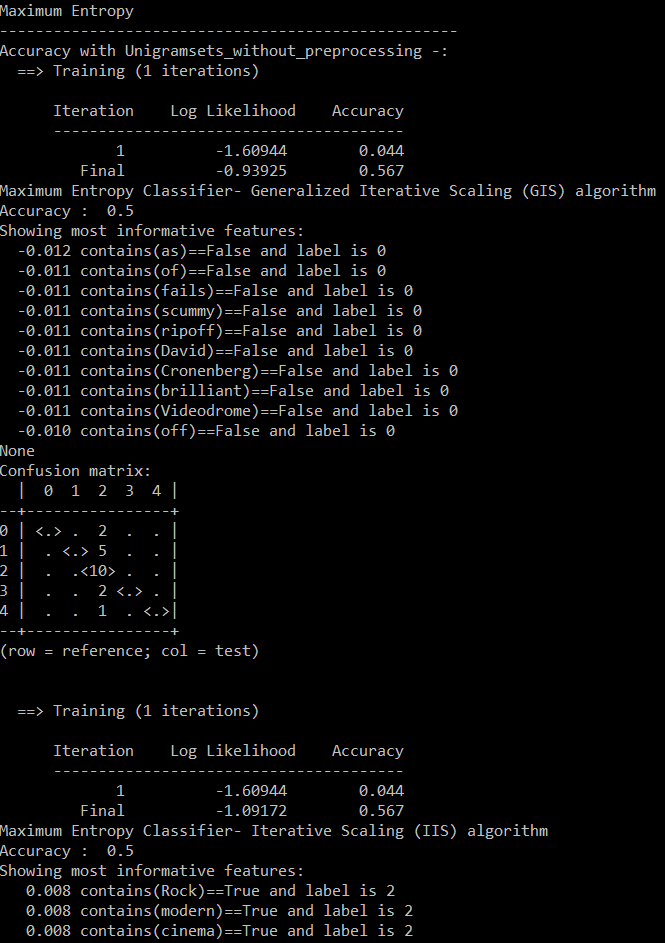 Maximum Entropy
---------------------------------------------------
Accuracy with Unigramsets_without_preprocessing -:
  ==> Training (1 iterations)

      Iteration    Log Likelihood    Accuracy
      ---------------------------------------
             1          -1.60944        0.044
         Final          -0.93925        0.567
Maximum Entropy Classifier- Generalized Iterative Scaling (GIS) algorithm
Accuracy :  0.5
Showing most informative features:
  -0.012 contains(as)==False and label is 0
  -0.011 contains(of)==False and label is 0
  -0.011 contains(fails)==False and label is 0
  -0.011 contains(scummy)==False and label is 0
  -0.011 contains(ripoff)==False and label is 0
  -0.011 contains(David)==False and label is 0
  -0.011 contains(Cronenberg)==False and label is 0
  -0.011 contains(brilliant)==False and label is 0
  -0.011 contains(Videodrome)==False and label is 0
  -0.010 contains(off)==False and label is 0
None
Confusion matrix:
  |  0  1  2  3  4 |
--+----------------+
0 | <.> .  2  .  . |
1 |  . <.> 5  .  . |
2 |  .  .<10> .  . |
3 |  .  .  2 <.> . |
4 |  .  .  1  . <.>|
--+----------------+
(row = reference; col = test)


  ==> Training (1 iterations)

      Iteration    Log Likelihood    Accuracy
      ---------------------------------------
             1          -1.60944        0.044
         Final          -1.09172        0.567
Maximum Entropy Classifier- Iterative Scaling (IIS) algorithm
Accuracy :  0.5
Showing most informative features:
   0.008 contains(Rock)==True and label is 2
   0.008 contains(modern)==True and label is 2
   0.008 contains(cinema)==True and label is 2